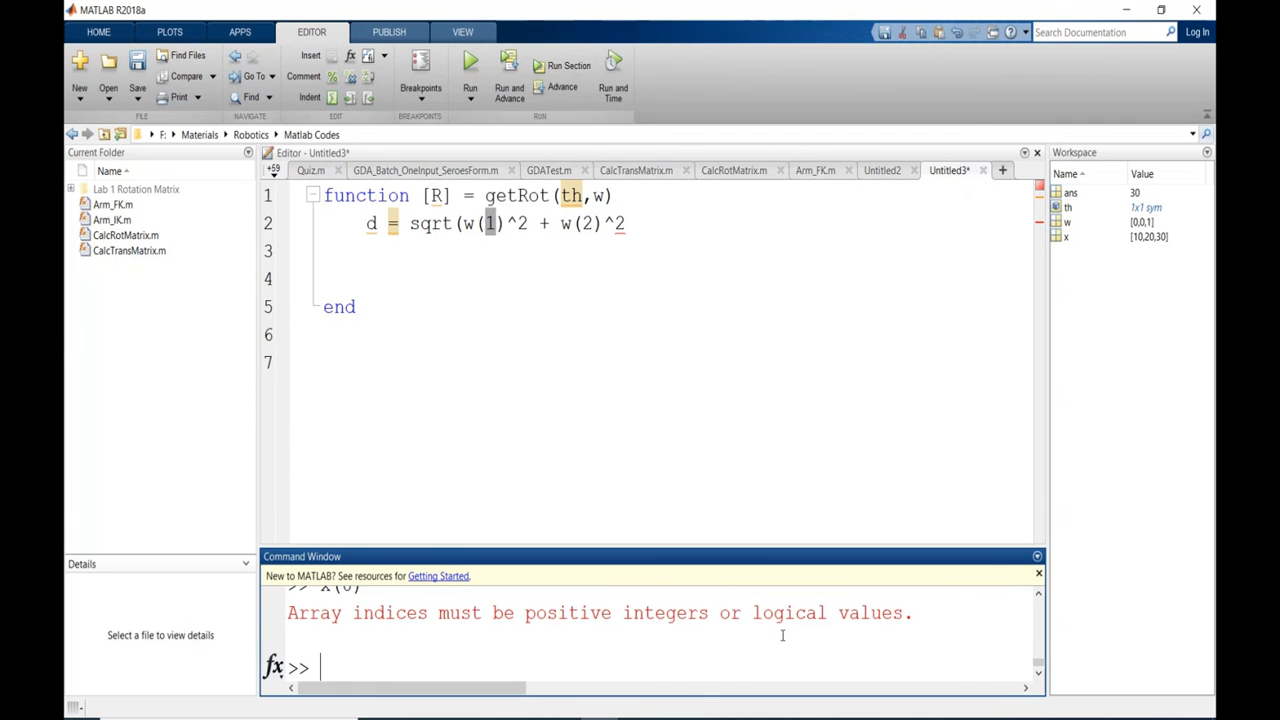 MATLAB R2018a
HOME PLOTS APPS EDITOR PUBLISH VIEW Search Documentation Log In
Find Files Insert fx Run Section
Compare Go To Comment % % Advance
New Open Save Print Find Indent Breakpoints Run Run and Advance Run and Time
FILE NAVIGATE EDIT BREAKPOINTS RUN
F: Materials Robotics Matlab Codes
Current Folder Editor - Untitled3* Workspace
Name +59 Quiz.m GDA_Batch_OneInput_SeroesForm.m GDATest.m CalcTransMatrix.m CalcRotMatrix.m Arm_FK.m Untitled2 Untitled3* Name Value
Lab 1 Rotation Matrix
Arm_FK.m
Arm_IK.m
CalcRotMatrix.m
CalcTransMatrix.m
1 function [R] = getRot(th,w)
2 d = sqrt(w(1)^2 + w(2)^2
3
4
5 end
6
7
ans 30
th 1x1 sym
w [0,0,1]
x [10,20,30]
Details
Select a file to view details
Command Window
New to MATLAB? See resources for Getting Started.
>> x(0)
Array indices must be positive integers or logical values.
fx >>